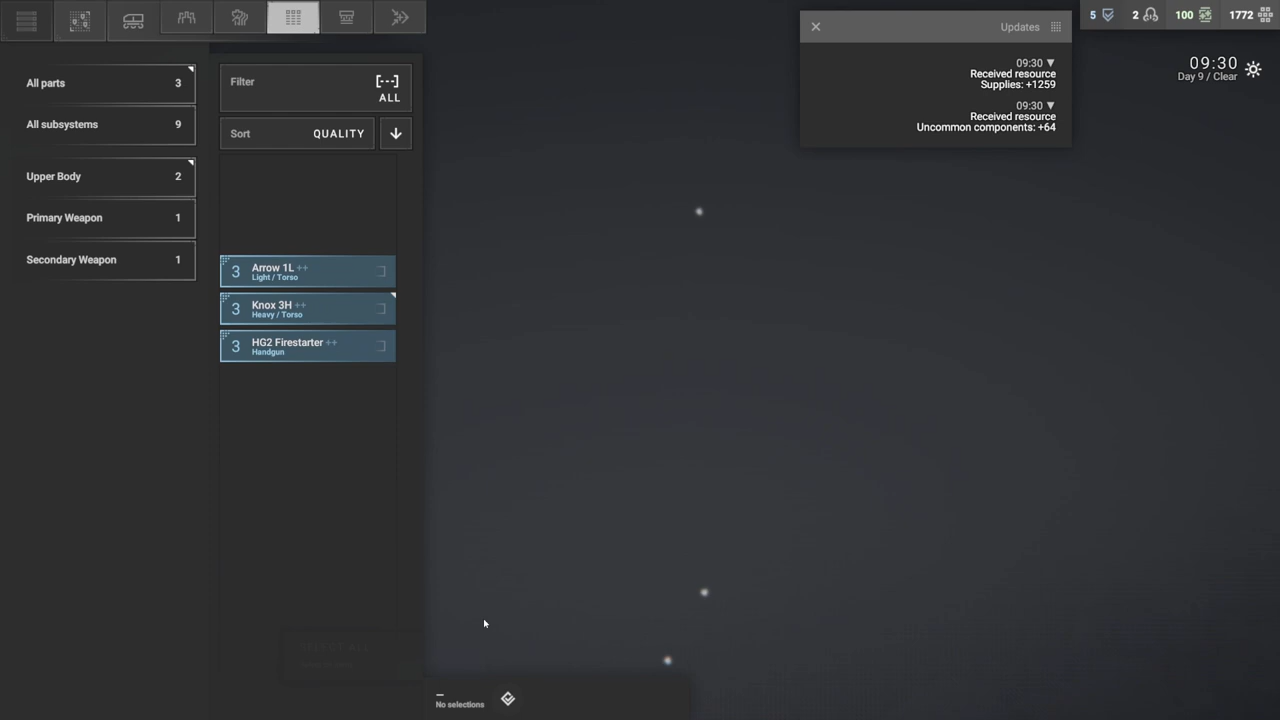 All parts 3
All subsystems 9
Upper Body 2
Primary Weapon 1
Secondary Weapon 1
Filter
[---]
ALL
Sort QUALITY
3 Arrow 1L ++
Light / Torso
3 Knox 3H ++
Heavy / Torso
3 HG2 Firestarter ++
Handgun
—
No selections
Updates
09:30 ▼
Received resource
Supplies: +1259
09:30 ▼
Received resource
Uncommon components: +64
5 2 100 1772
09:30
Day 9 / Clear